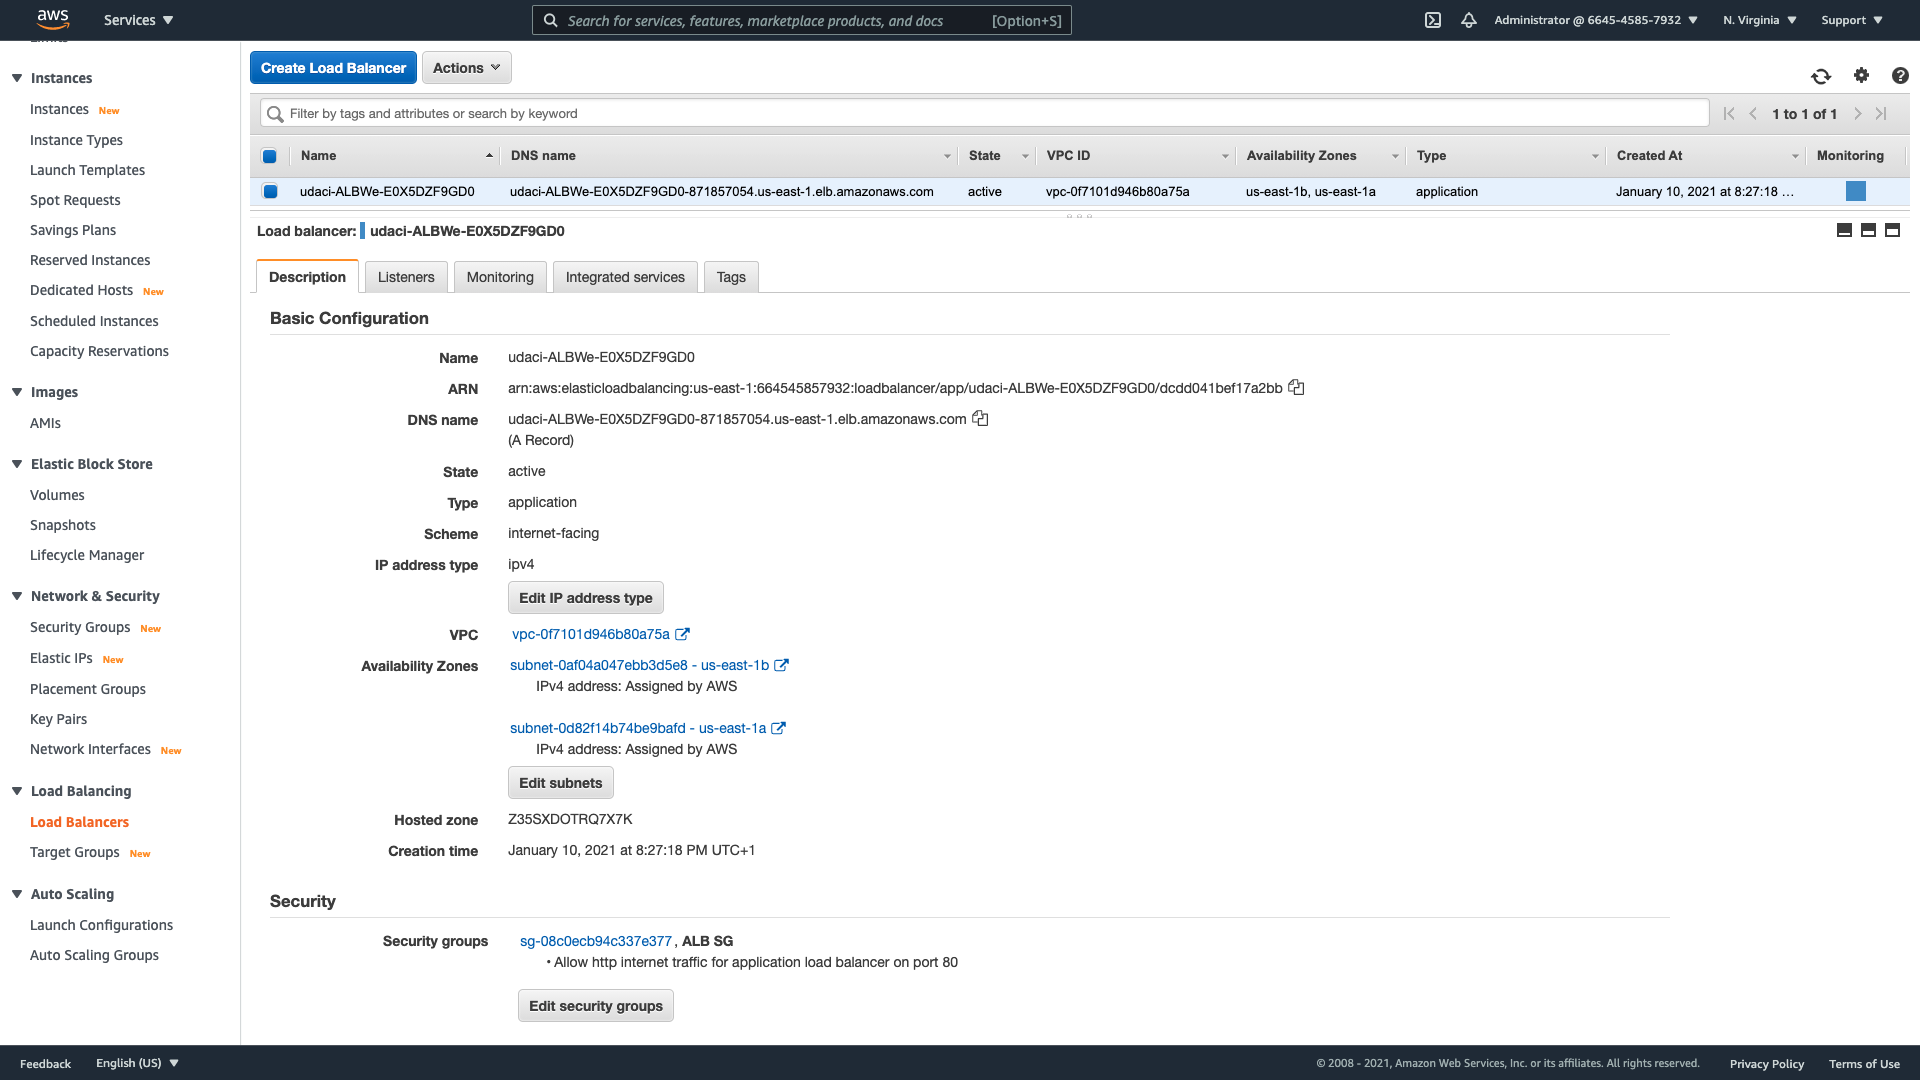 aws
Services
Search for services, features, marketplace products, and docs
[Option+S]
Administrator @ 6645-4585-7932
N. Virginia
Support
Instances
Instances New
Instance Types
Launch Templates
Spot Requests
Savings Plans
Reserved Instances
Dedicated Hosts New
Scheduled Instances
Capacity Reservations
Images
AMIs
Elastic Block Store
Volumes
Snapshots
Lifecycle Manager
Network & Security
Security Groups New
Elastic IPs New
Placement Groups
Key Pairs
Network Interfaces New
Load Balancing
Load Balancers
Target Groups New
Auto Scaling
Launch Configurations
Auto Scaling Groups
Create Load Balancer
Actions
Filter by tags and attributes or search by keyword
1 to 1 of 1
Name DNS name State VPC ID Availability Zones Type Created At Monitoring
udaci-ALBWe-E0X5DZF9GD0 udaci-ALBWe-E0X5DZF9GD0-871857054.us-east-1.elb.amazonaws.com active vpc-0f7101d946b80a75a us-east-1b, us-east-1a application January 10, 2021 at 8:27:18 ...
Load balancer: udaci-ALBWe-E0X5DZF9GD0
Description Listeners Monitoring Integrated services Tags
Basic Configuration
Name udaci-ALBWe-E0X5DZF9GD0
ARN arn:aws:elasticloadbalancing:us-east-1:664545857932:loadbalancer/app/udaci-ALBWe-E0X5DZF9GD0/dcdd041bef17a2bb
DNS name udaci-ALBWe-E0X5DZF9GD0-871857054.us-east-1.elb.amazonaws.com
(A Record)
State active
Type application
Scheme internet-facing
IP address type ipv4
Edit IP address type
VPC vpc-0f7101d946b80a75a
Availability Zones subnet-0af04a047ebb3d5e8 - us-east-1b
IPv4 address: Assigned by AWS
subnet-0d82f14b74be9bafd - us-east-1a
IPv4 address: Assigned by AWS
Edit subnets
Hosted zone Z35SXDOTRQ7X7K
Creation time January 10, 2021 at 8:27:18 PM UTC+1
Security
Security groups sg-08c0ecb94c337e377, ALB SG
• Allow http internet traffic for application load balancer on port 80
Edit security groups
Feedback
English (US)
© 2008 - 2021, Amazon Web Services, Inc. or its affiliates. All rights reserved.
Privacy Policy
Terms of Use